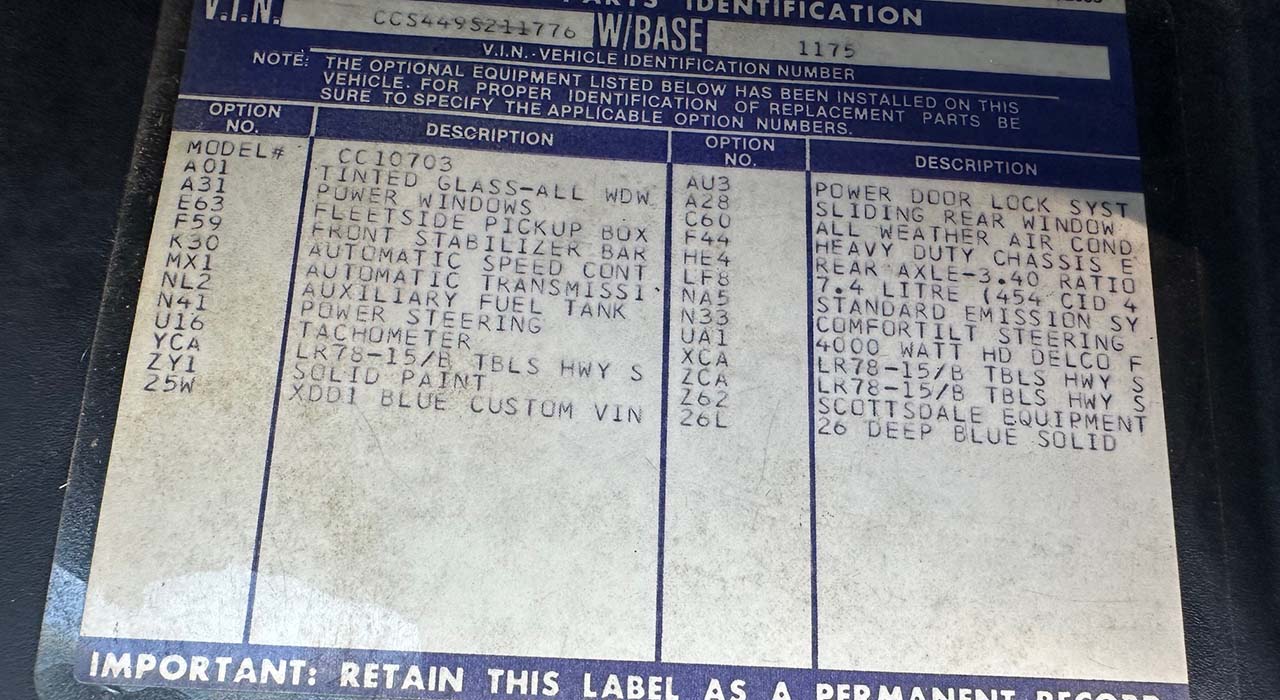 PARTS IDENTIFICATION
V.I.N. CCS449S211776 W/BASE 1175
V.I.N.-VEHICLE IDENTIFICATION NUMBER
NOTE: THE OPTIONAL EQUIPMENT LISTED BELOW HAS BEEN INSTALLED ON THIS
VEHICLE. FOR PROPER IDENTIFICATION OF REPLACEMENT PARTS BE
SURE TO SPECIFY THE APPLICABLE OPTION NUMBERS.
OPTION NO. DESCRIPTION
MODEL# CC10703
A01 TINTED GLASS-ALL WDW
A31 POWER WINDOWS
E63 FLEETSIDE PICKUP BOX
F59 FRONT STABILIZER BAR
K30 AUTOMATIC SPEED CONT
MX1 AUTOMATIC TRANSMISSI
NL2 AUXILIARY FUEL TANK
N41 POWER STEERING
U16 TACHOMETER
YCA LR78-15/B TBLS HWY S
ZY1 SOLID PAINT
25W XDD1 BLUE CUSTOM VIN
OPTION NO. DESCRIPTION
AU3 POWER DOOR LOCK SYST
A28 SLIDING REAR WINDOW
C60 ALL WEATHER AIR COND
F44 HEAVY DUTY CHASSIS E
HE4 REAR AXLE-3.40 RATIO
LF8 7.4 LITRE (454 CID 4
NA5 STANDARD EMISSION SY
N33 COMFORTILT STEERING
UA1 4000 WATT HD DELCO F
XCA LR78-15/B TBLS HWY S
ZCA LR78-15/B TBLS HWY S
Z62 SCOTTSDALE EQUIPMENT
26L 26 DEEP BLUE SOLID
IMPORTANT: RETAIN THIS LABEL AS A PERMANENT RECORD